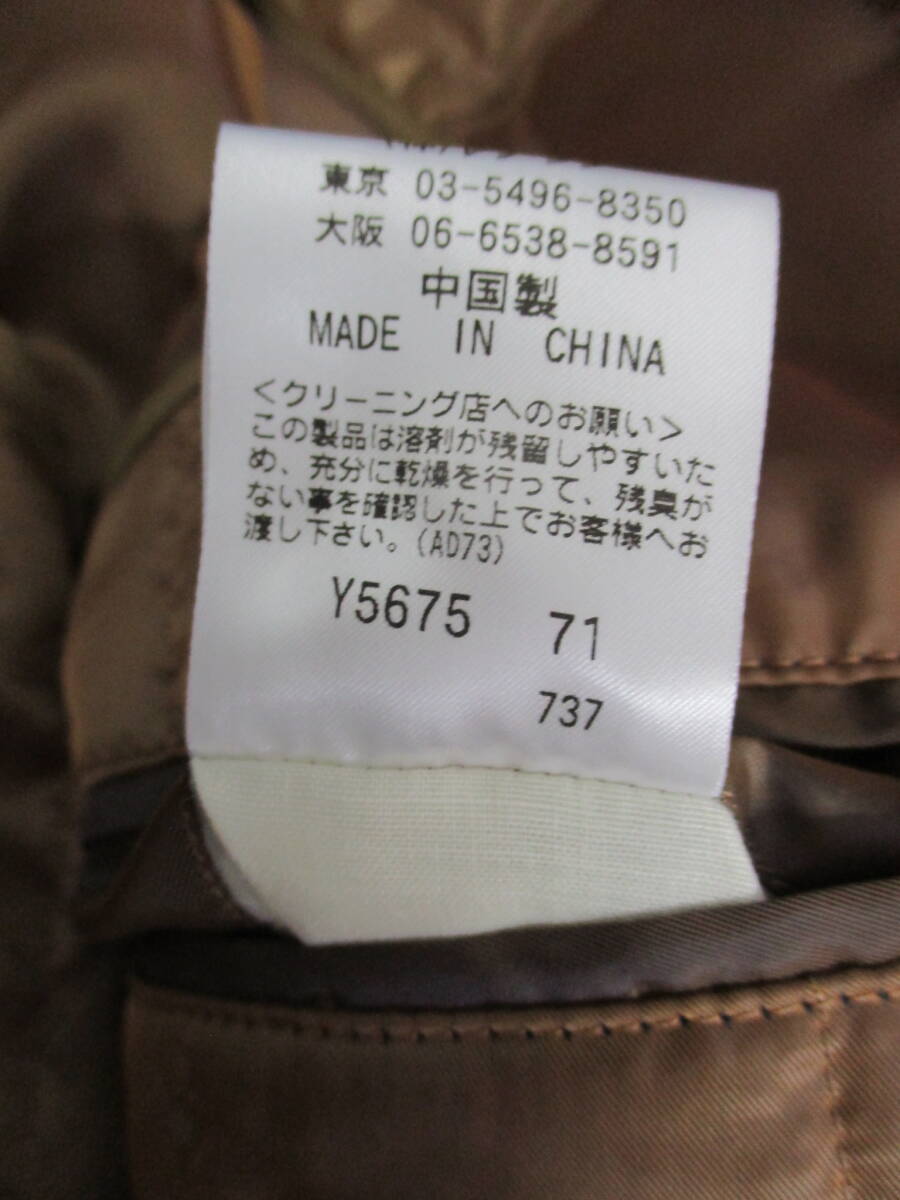 東京 03-5496-8350
大阪 06-6538-8591
中国製
MADE IN CHINA
<クリーニング店へのお願い>
この製品は溶剤が残留しやすいた
め、充分に乾燥を行って、残臭が
ない事を確認した上でお客様へお
渡し下さい。(AD73)
Y5675 71
737